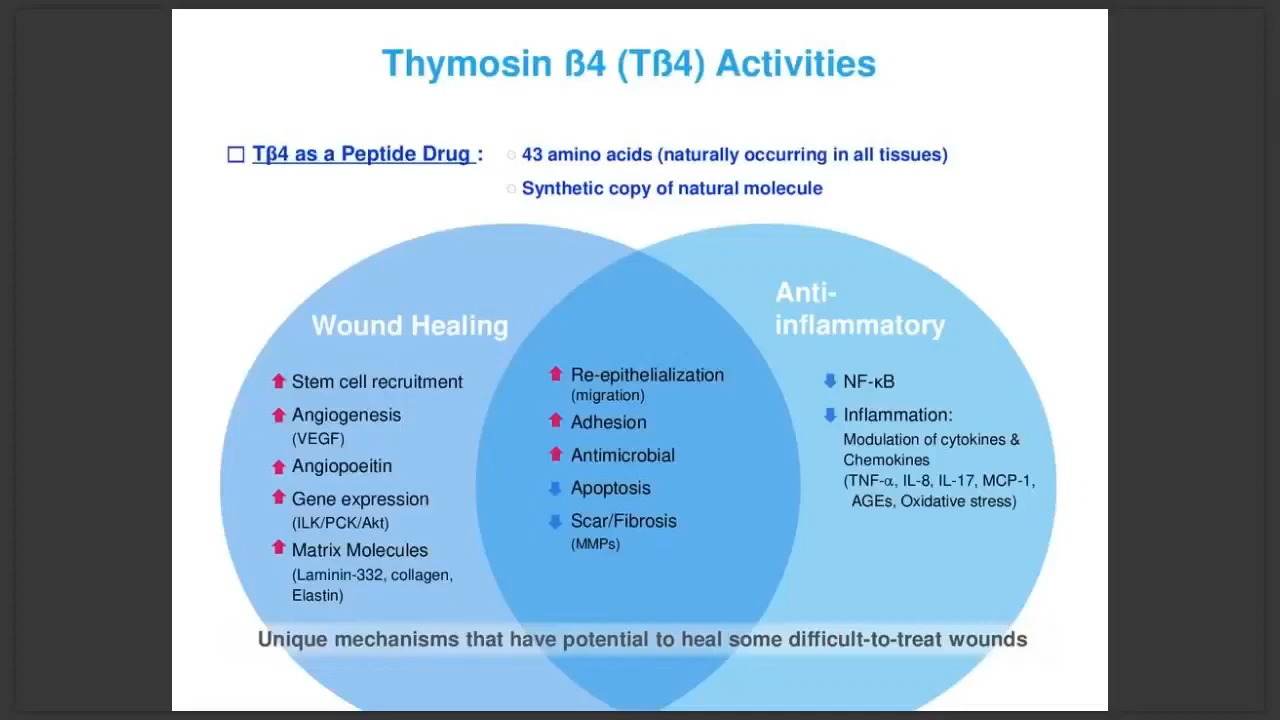 Thymosin ß4 (Tß4) Activities
Tβ4 as a Peptide Drug :
43 amino acids (naturally occurring in all tissues)
Synthetic copy of natural molecule
Wound Healing
Stem cell recruitment
Angiogenesis
(VEGF)
Angiopoeitin
Gene expression
(ILK/PCK/Akt)
Matrix Molecules
(Laminin-332, collagen,
Elastin)
Re-epithelialization
(migration)
Adhesion
Antimicrobial
Apoptosis
Scar/Fibrosis
(MMPs)
Anti-
inflammatory
NF-κB
Inflammation:
Modulation of cytokines &
Chemokines
(TNF-α, IL-8, IL-17, MCP-1,
AGEs, Oxidative stress)
Unique mechanisms that have potential to heal some difficult-to-treat wounds